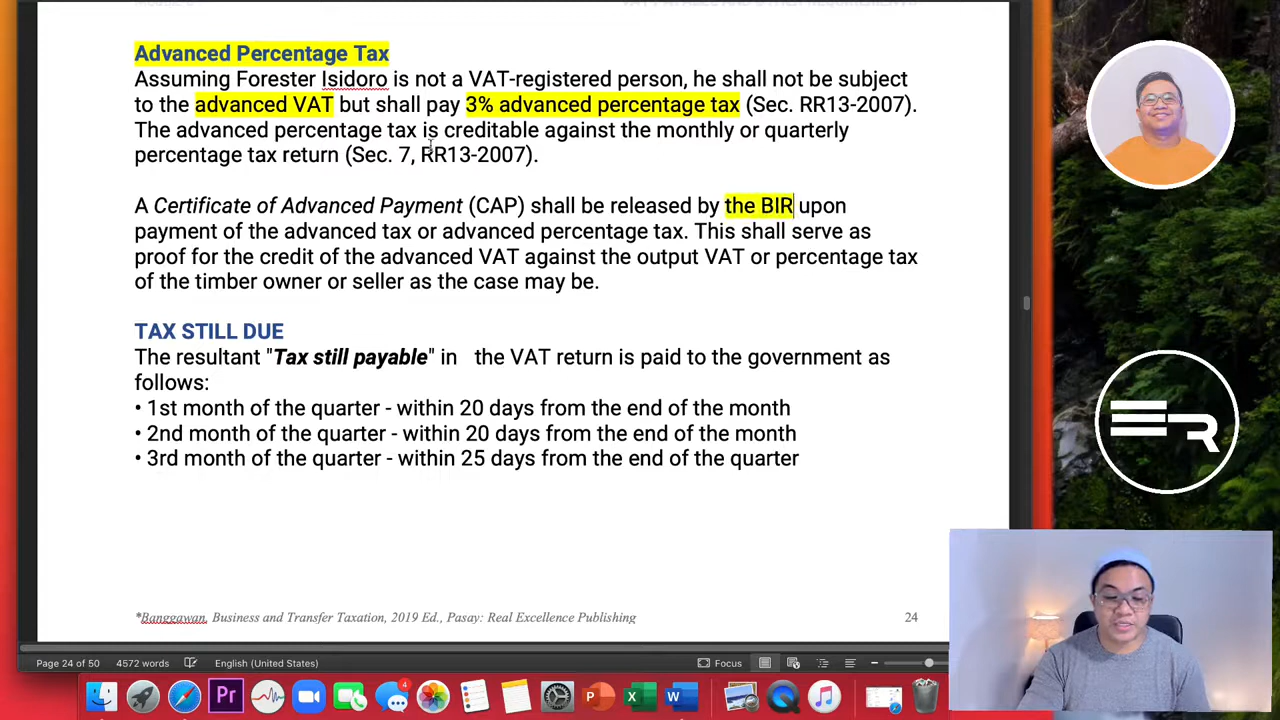 Advanced Percentage Tax
Assuming Forester Isidoro is not a VAT-registered person, he shall not be subject
to the advanced VAT but shall pay 3% advanced percentage tax (Sec. RR13-2007).
The advanced percentage tax is creditable against the monthly or quarterly
percentage tax return (Sec. 7, RR13-2007).
A Certificate of Advanced Payment (CAP) shall be released by the BIR upon
payment of the advanced tax or advanced percentage tax. This shall serve as
proof for the credit of the advanced VAT against the output VAT or percentage tax
of the timber owner or seller as the case may be.
TAX STILL DUE
The resultant "Tax still payable" in the VAT return is paid to the government as
follows:
• 1st month of the quarter - within 20 days from the end of the month
• 2nd month of the quarter - within 20 days from the end of the month
• 3rd month of the quarter - within 25 days from the end of the quarter
*Banggawan, Business and Transfer Taxation, 2019 Ed., Pasay: Real Excellence Publishing
24
Page 24 of 50
4572 words
English (United States)
Focus
Pr
4
P
X
W
ER